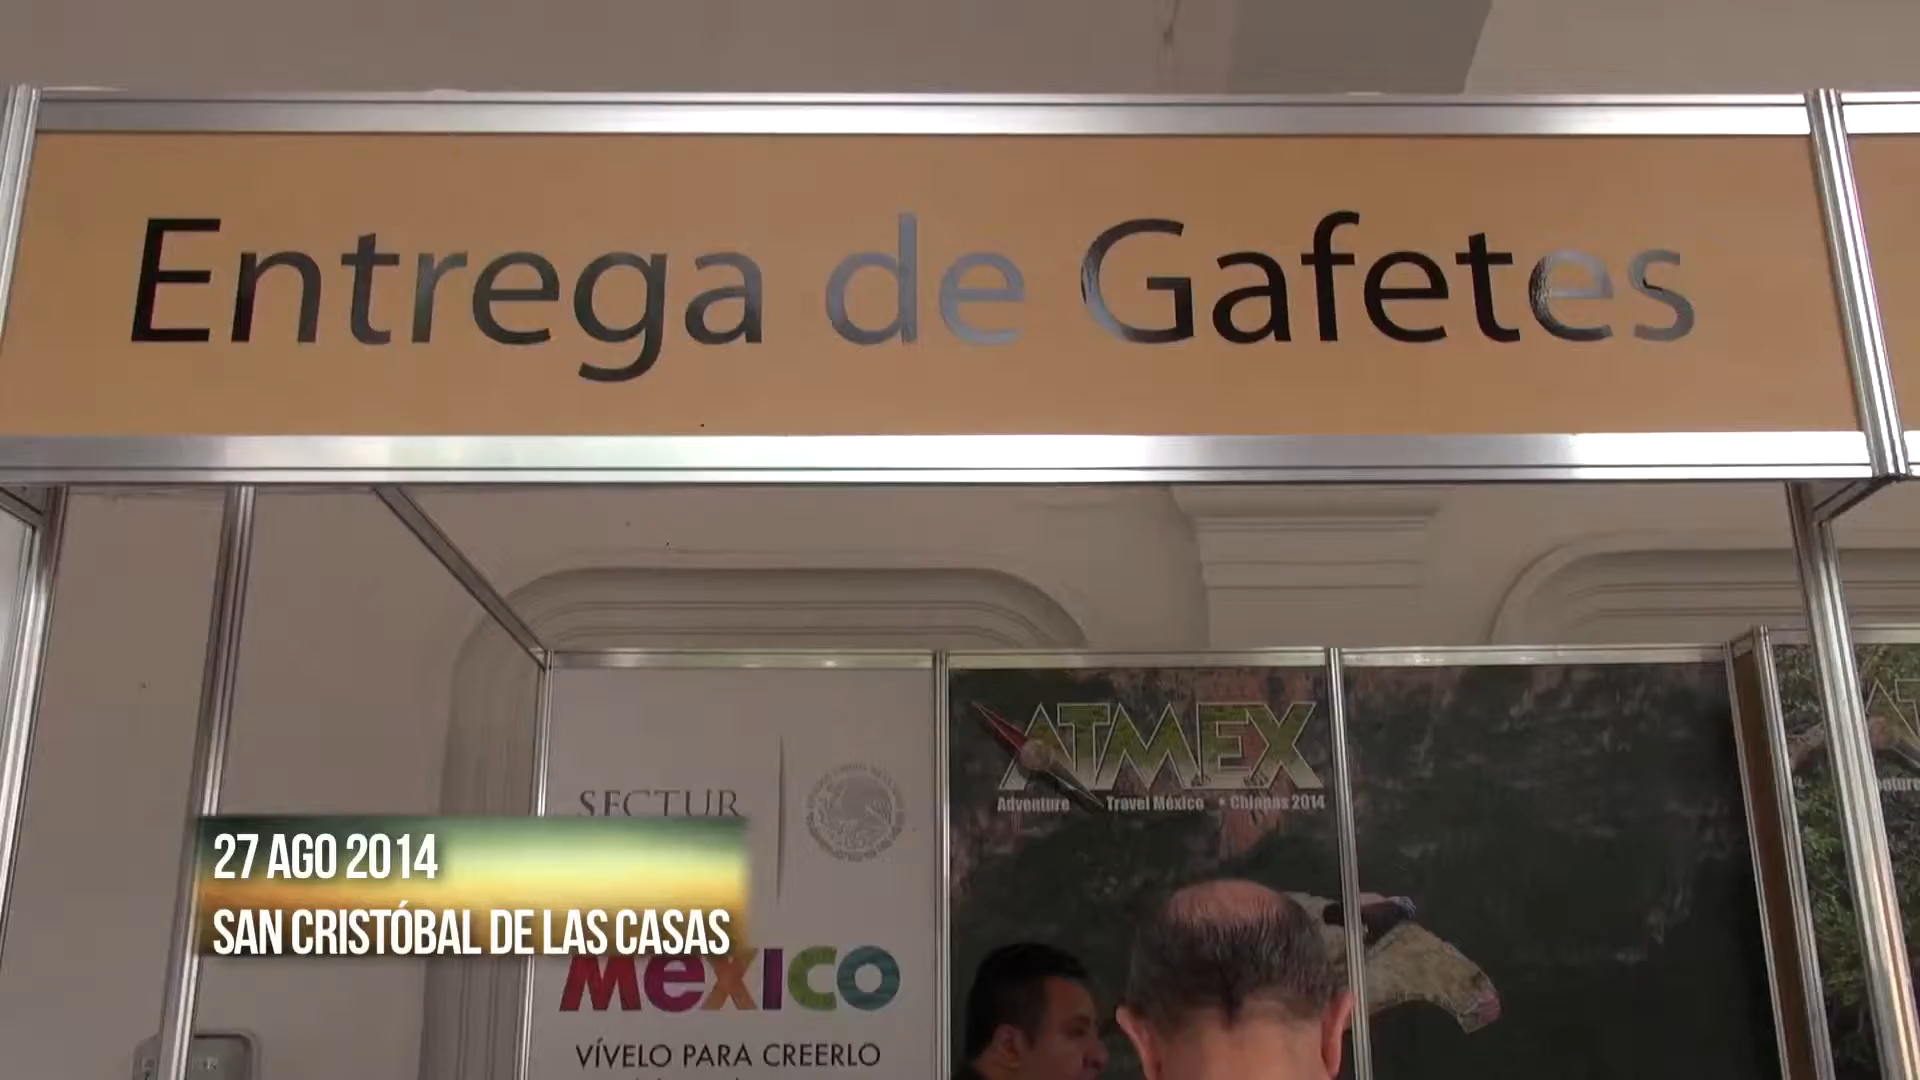 Entrega de Gafetes
SECTUR
ATMEX
Adventure Travel México • Chiapas 2014
27 AGO 2014
SAN CRISTÓBAL DE LAS CASAS
MéxICO
VÍVELO PARA CREERLO